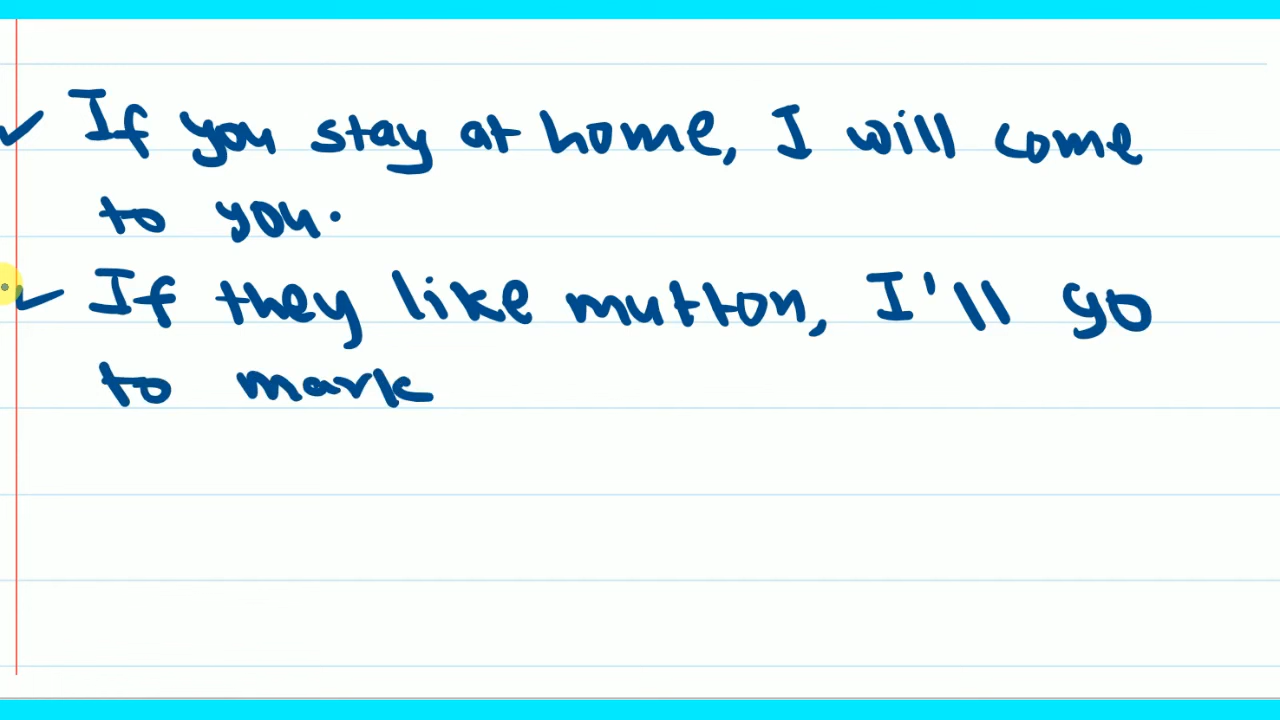 ✓ If you stay at home, I will come
to you.
✓ If they like mutton, I'll go
to mark